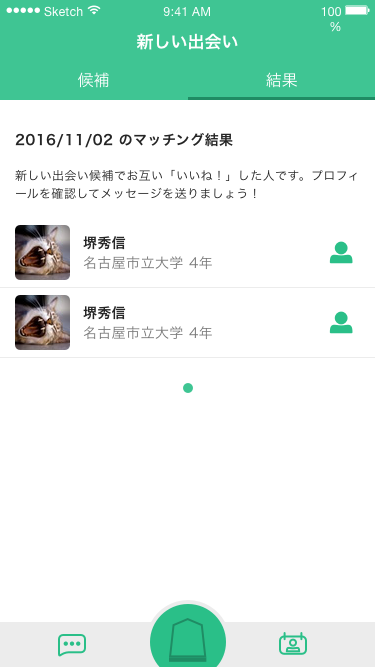 Sketch 9:41 AM 100
%
新しい出会い
候補 結果
2016/11/02 のマッチング結果
新しい出会い候補でお互い「いいね！」した人です。プロフィ
ールを確認してメッセージを送りましょう！
堺秀信
名古屋市立大学 4年
堺秀信
名古屋市立大学 4年